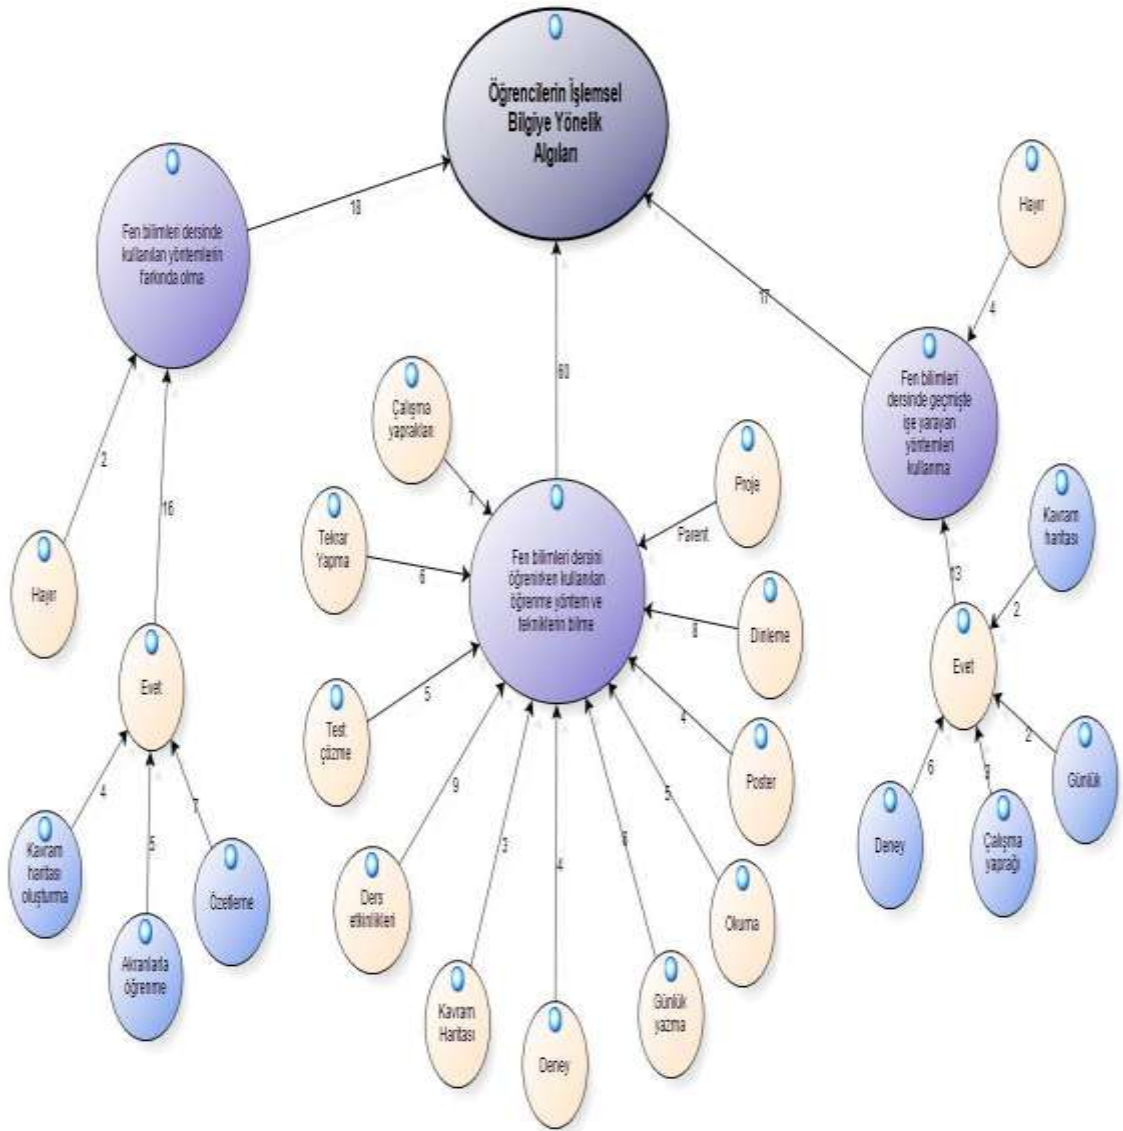 Öğrencilerin İşlemsel
Bilgiye Yönelik
Algıları
18
60
17
Fen bilimleri dersinde
kullanılan yöntemlerin
farkında olma
2
16
Hayır
Evet
4
5
7
Kavram
haritası
oluşturma
Akranlarla
öğrenme
Özetleme
Fen bilimleri dersini
öğrenirken kullanılan
öğrenme yöntem ve
tekniklerin bilme
Çalışma
yaprakları
7
Tekrar
Yapma
6
Test
çözme
5
Ders
etkinlikleri
9
Kavram
Haritası
3
Deney
4
Günlük
yazma
6
Okuma
5
Poster
4
Dinleme
8
Proje
Parent
Hayır
4
Fen bilimleri
dersinde geçmişte
işe yarayan
yöntemleri
kullanma
13
Evet
Kavram
haritası
2
Günlük
2
Çalışma
yaprağı
3
Deney
6